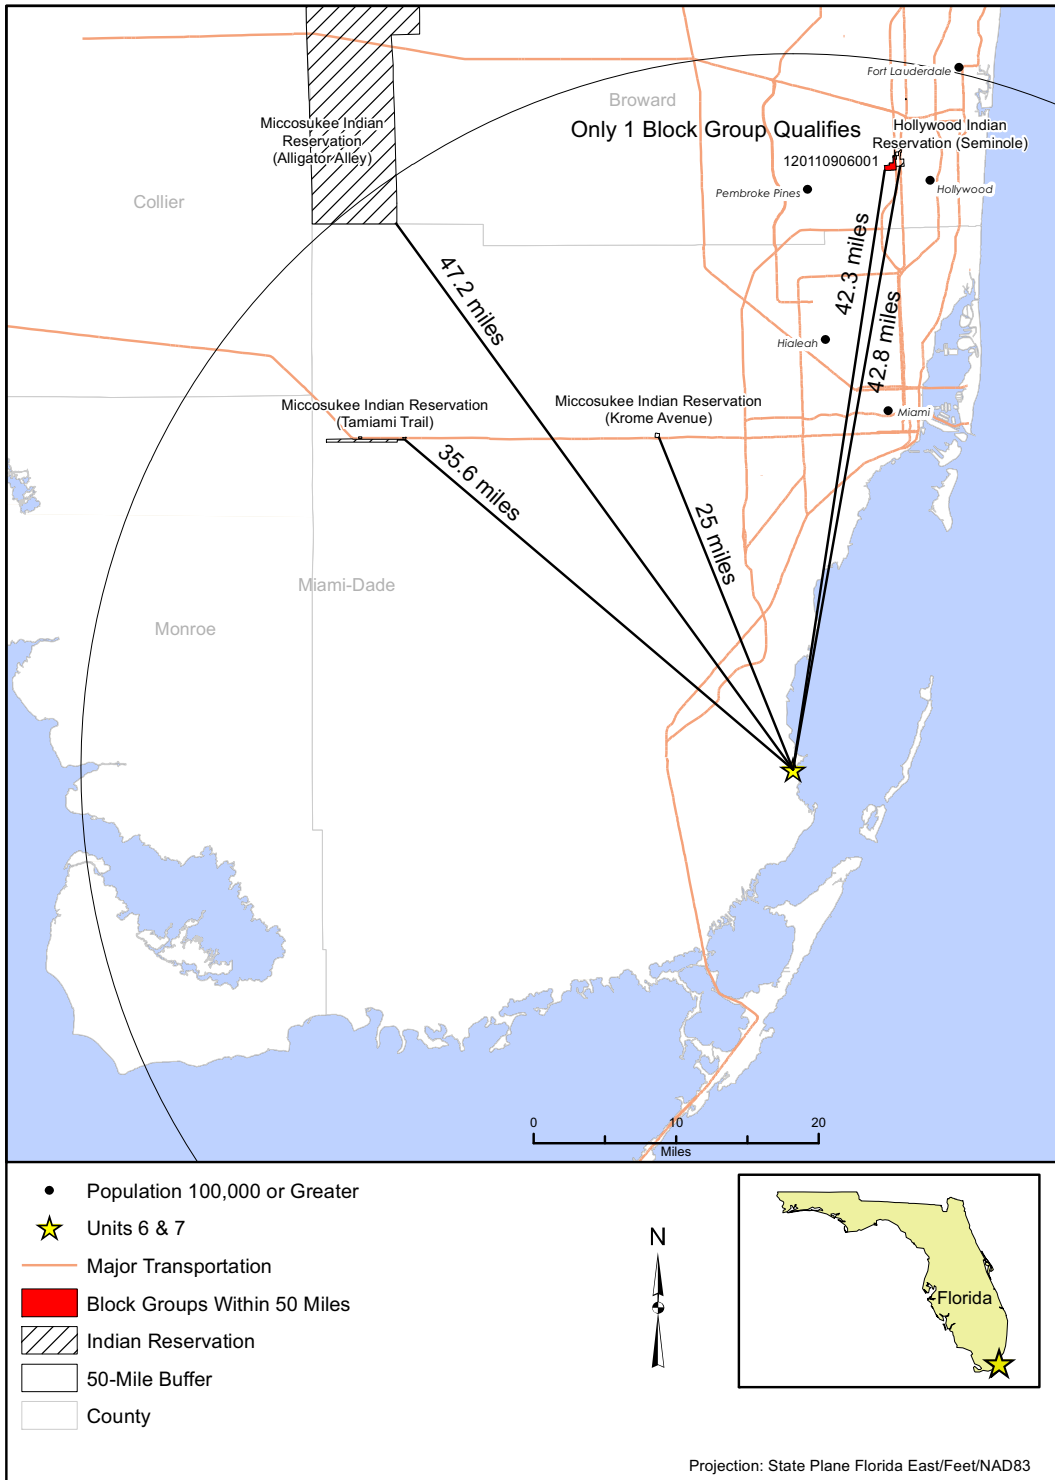 Fort Lauderdale
Broward
Miccosukee Indian
Reservation
(Alligator Alley)
Only 1 Block Group Qualifies
Hollywood Indian
Reservation (Seminole)
120110906001
Pembroke Pines
Hollywood
Collier
47.2 miles
42.3 miles
42.8 miles
Hialeah
Miccosukee Indian Reservation
(Tamiami Trail)
Miccosukee Indian Reservation
(Krome Avenue)
Miami
35.6 miles
25 miles
Miami-Dade
Monroe
0 10 20
Miles
Population 100,000 or Greater
Units 6 & 7
Major Transportation
Block Groups Within 50 Miles
Indian Reservation
50-Mile Buffer
County
N
Florida
Projection: State Plane Florida East/Feet/NAD83